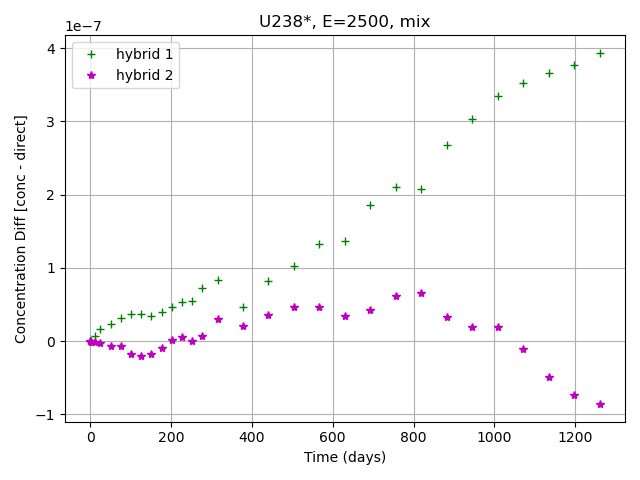 U238*, E=2500, mix
1e−7
hybrid 1
hybrid 2
4
3
2
1
0
−1
Concentration Diff [conc - direct]
0 200 400 600 800 1000 1200
Time (days)